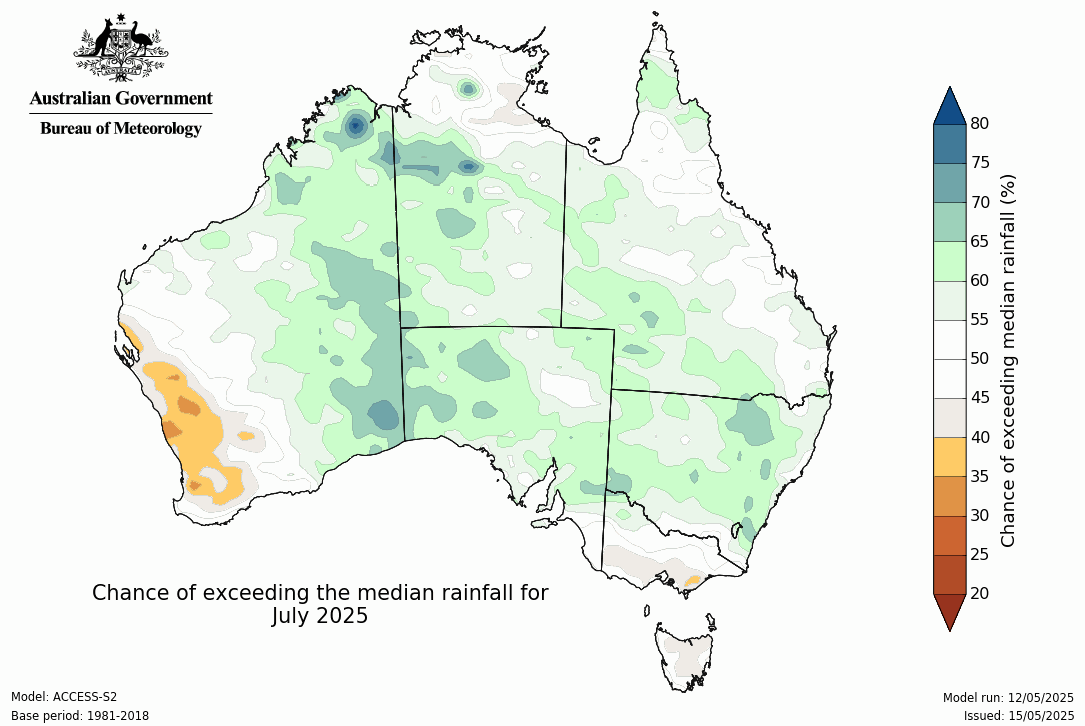 Australian Government
Bureau of Meteorology
80
75
70
65
60
55
50
45
40
35
30
25
20
Chance of exceeding median rainfall (%)
Chance of exceeding the median rainfall for
July 2025
Model: ACCESS-S2
Base period: 1981-2018
Model run: 12/05/2025
Issued: 15/05/2025